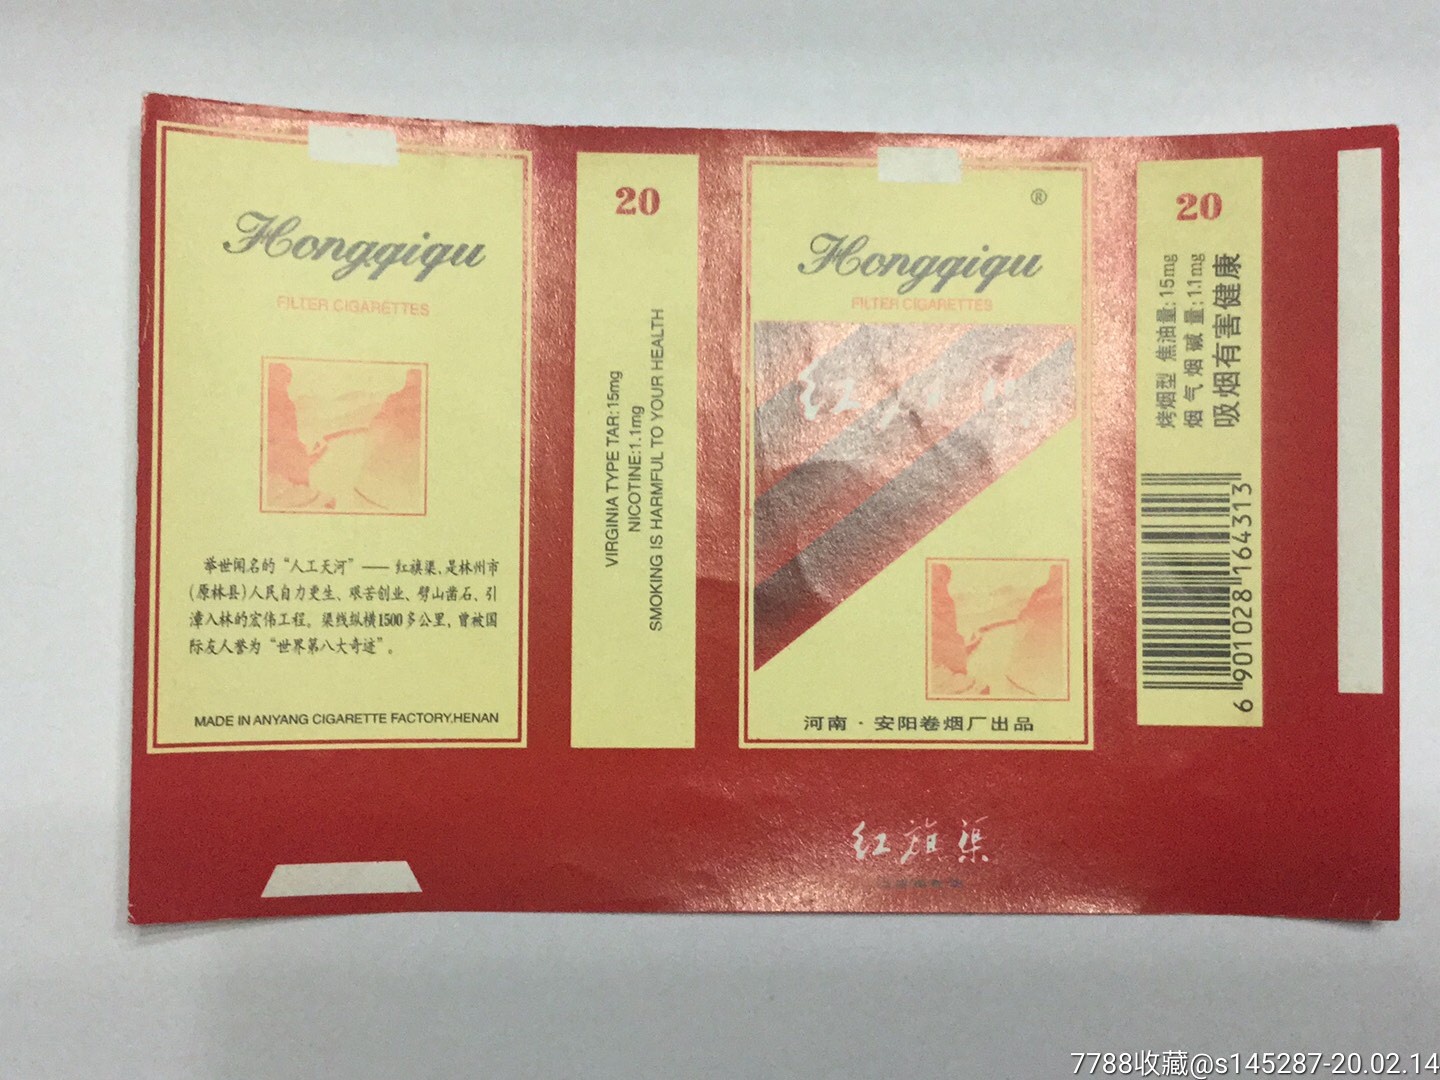 Hongqiqu
FILTER CIGARETTES
举世闻名的“人工天河”——红旗渠，是林州市
（原林县）人民自力更生、艰苦创业、劈山凿石、引
漳入林的宏伟工程。渠线纵横1500多公里，曾被国
际友人誉为“世界第八大奇迹”。
MADE IN ANYANG CIGARETTE FACTORY.HENAN
20
VIRGINIA TYPE TAR:15mg
NICOTINE:1.1mg
SMOKING IS HARMFUL TO YOUR HEALTH
®
Hongqiqu
FILTER CIGARETTES
红旗渠
河南·安阳卷烟厂出品
20
烤烟型 焦油量:15mg
烟气烟碱量:1.1mg
吸烟有害健康
6 901028 164313
红旗渠
7788收藏@s145287-20.02.14